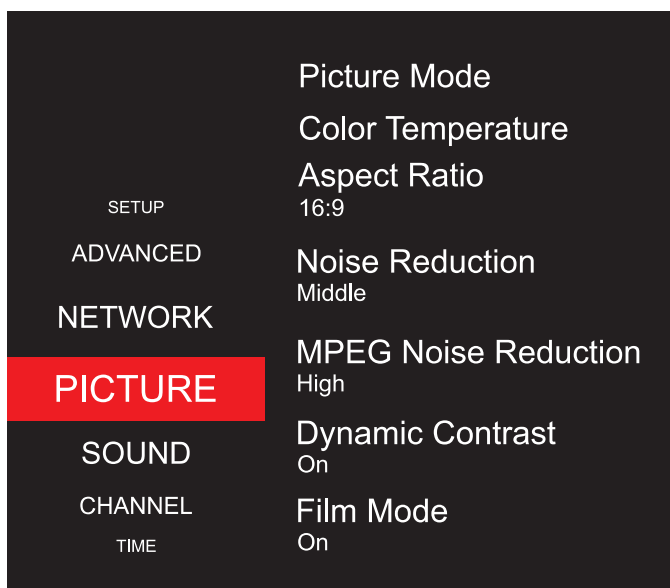 SETUP
ADVANCED
NETWORK
PICTURE
SOUND
CHANNEL
TIME
Picture Mode
Color Temperature
Aspect Ratio
16:9
Noise Reduction
Middle
MPEG Noise Reduction
High
Dynamic Contrast
On
Film Mode
On